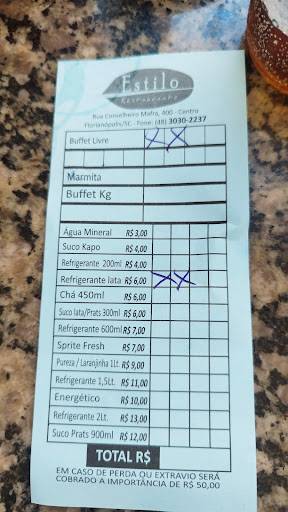 Estilo
Restaurante
Rua Conselheiro Mafra, 400 - Centro
Florianópolis/SC - Fone: (48) 3030-2237
Buffet Livre X X
Marmita
Buffet Kg
Água Mineral R$ 3,00
Suco Kapo R$ 4,00
Refrigerante 200ml R$ 4,00
Refrigerante lata R$ 6,00 X X
Chá 450ml R$ 6,00
Suco lata/Prats 300ml R$ 6,00
Refrigerante 600ml R$ 7,00
Sprite Fresh R$ 7,00
Pureza / Laranjinha 1Lt. R$ 9,00
Refrigerante 1,5Lt. R$ 11,00
Energético R$ 10,00
Refrigerante 2Lt. R$ 13,00
Suco Prats 900ml R$ 12,00
TOTAL R$
EM CASO DE PERDA OU EXTRAVIO SERÁ
COBRADO A IMPORTÂNCIA DE R$ 50,00